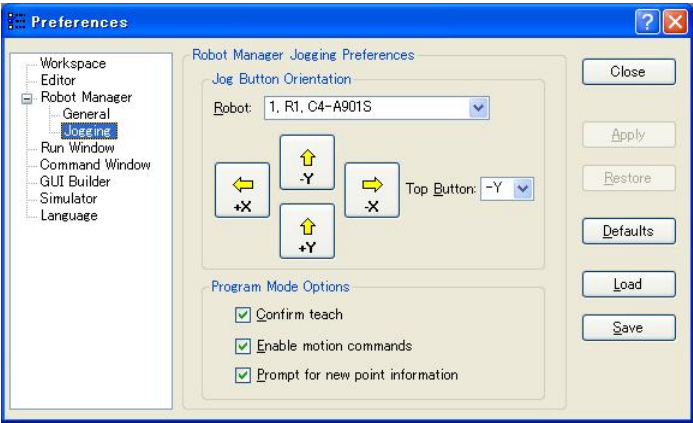 Preferences
Workspace
Editor
Robot Manager
General
Jogging
Run Window
Command Window
GUI Builder
Simulator
Language
Robot Manager Jogging Preferences
Jog Button Orientation
Robot: 1, R1, C4-A901S
-Y
+X
-X
+Y
Top Button: -Y
Program Mode Options
Confirm teach
Enable motion commands
Prompt for new point information
Close
Apply
Restore
Defaults
Load
Save